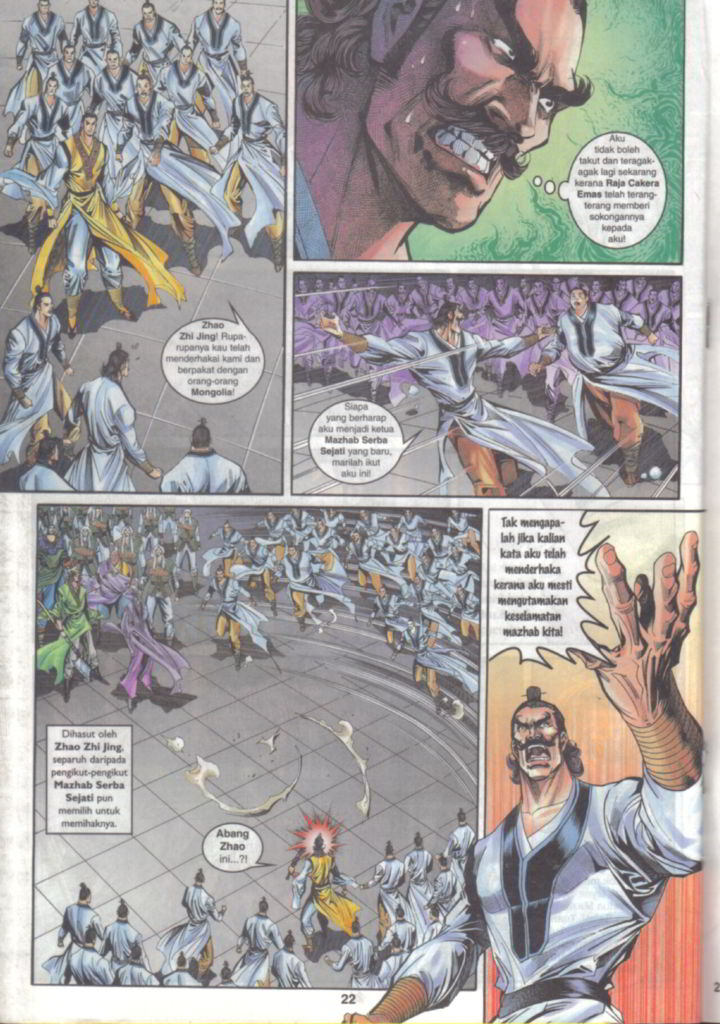 Zhao
Zhi Jing! Rupa-
rupanya kau telah
menderhakai kami dan
berpakat dengan
orang-orang
Mongolia!
Aku
tidak boleh
takut dan teragak-
agak lagi sekarang
kerana Raja Cakera
Emas telah terang-
terang memberi
sokongannya
kepada
aku!
Siapa
yang berharap
aku menjadi ketua
Mazhab Serba
Sejati yang baru,
marilah ikut
aku ini!
Dihasut oleh
Zhao Zhi Jing,
separuh daripada
pengikut-pengikut
Mazhab Serba
Sejati pun
memilih untuk
memihaknya.
Abang
Zhao
ini...?!
Tak mengapa-
lah jika kalian
kata aku telah
menderhaka
kerana aku mesti
mengutamakan
keselamatan
mazhab kita!
22
2